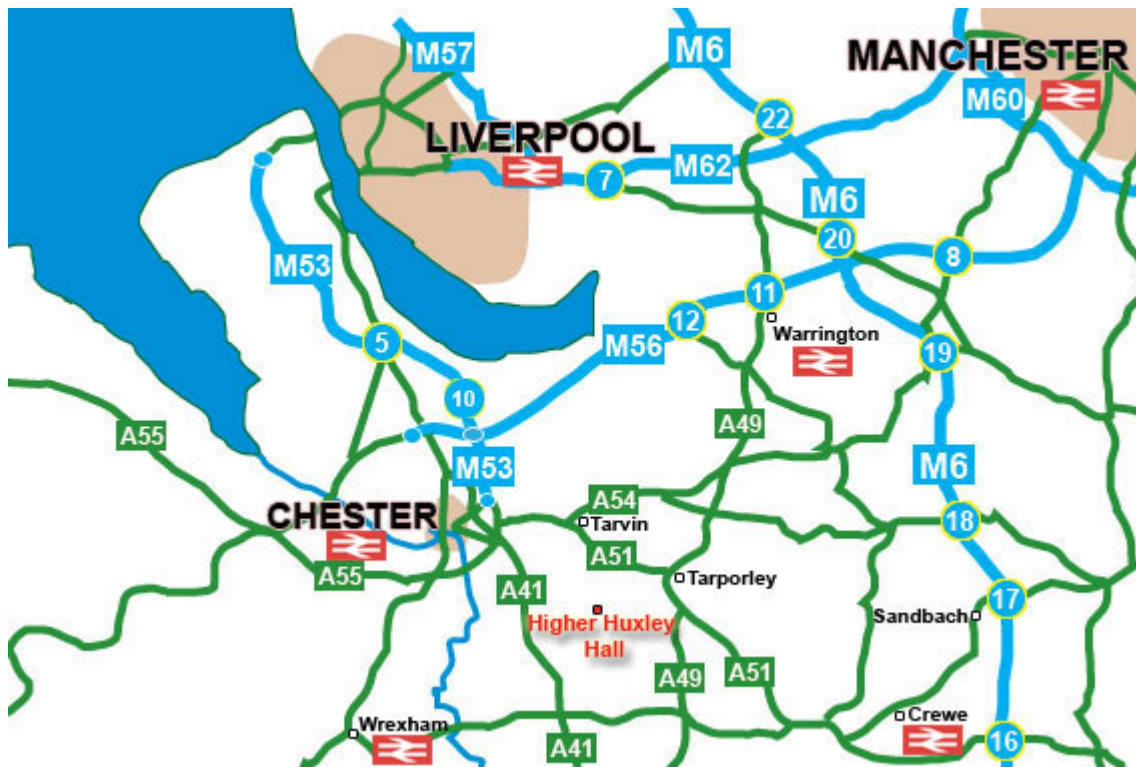 M57
M6
MANCHESTER
M60
22
LIVERPOOL
7
M62
M6
20
8
M53
11
12
Warrington
5
M56
19
10
A55
A49
M53
M6
A54
CHESTER
Tarvin
18
A51
A55
A41
Tarporley
17
Higher Huxley
Hall
Sandbach
A49
A51
Wrexham
Crewe
A41
16